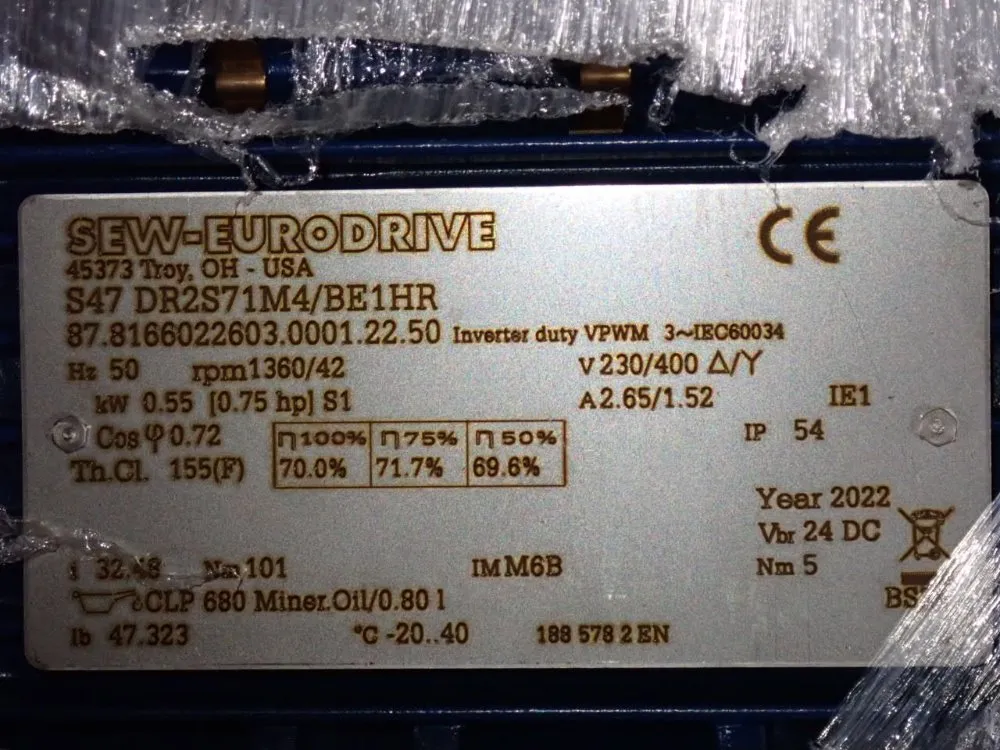 SEW-EURODRIVE
CE
45373 Troy, OH - USA
S47 DR2S71M4/BE1HR
87.8166022603.0001.22.50 Inverter duty VPWM 3~IEC60034
Hz 50 rpm 1360/42 V 230/400 Δ/Y
kW 0.55 [0.75 hp] S1 A 2.65/1.52 IE1
Cos φ 0.72 η100% η75% η50% IP 54
Th.Cl. 155(F) 70.0% 71.7% 69.6%
Year 2022
Vbr 24 DC
i 32.48 Nm 101 IM M6B Nm 5
CLP 680 Miner.Oil/0.80 l
lb 47.323 °C -20..40 188 578 2 EN